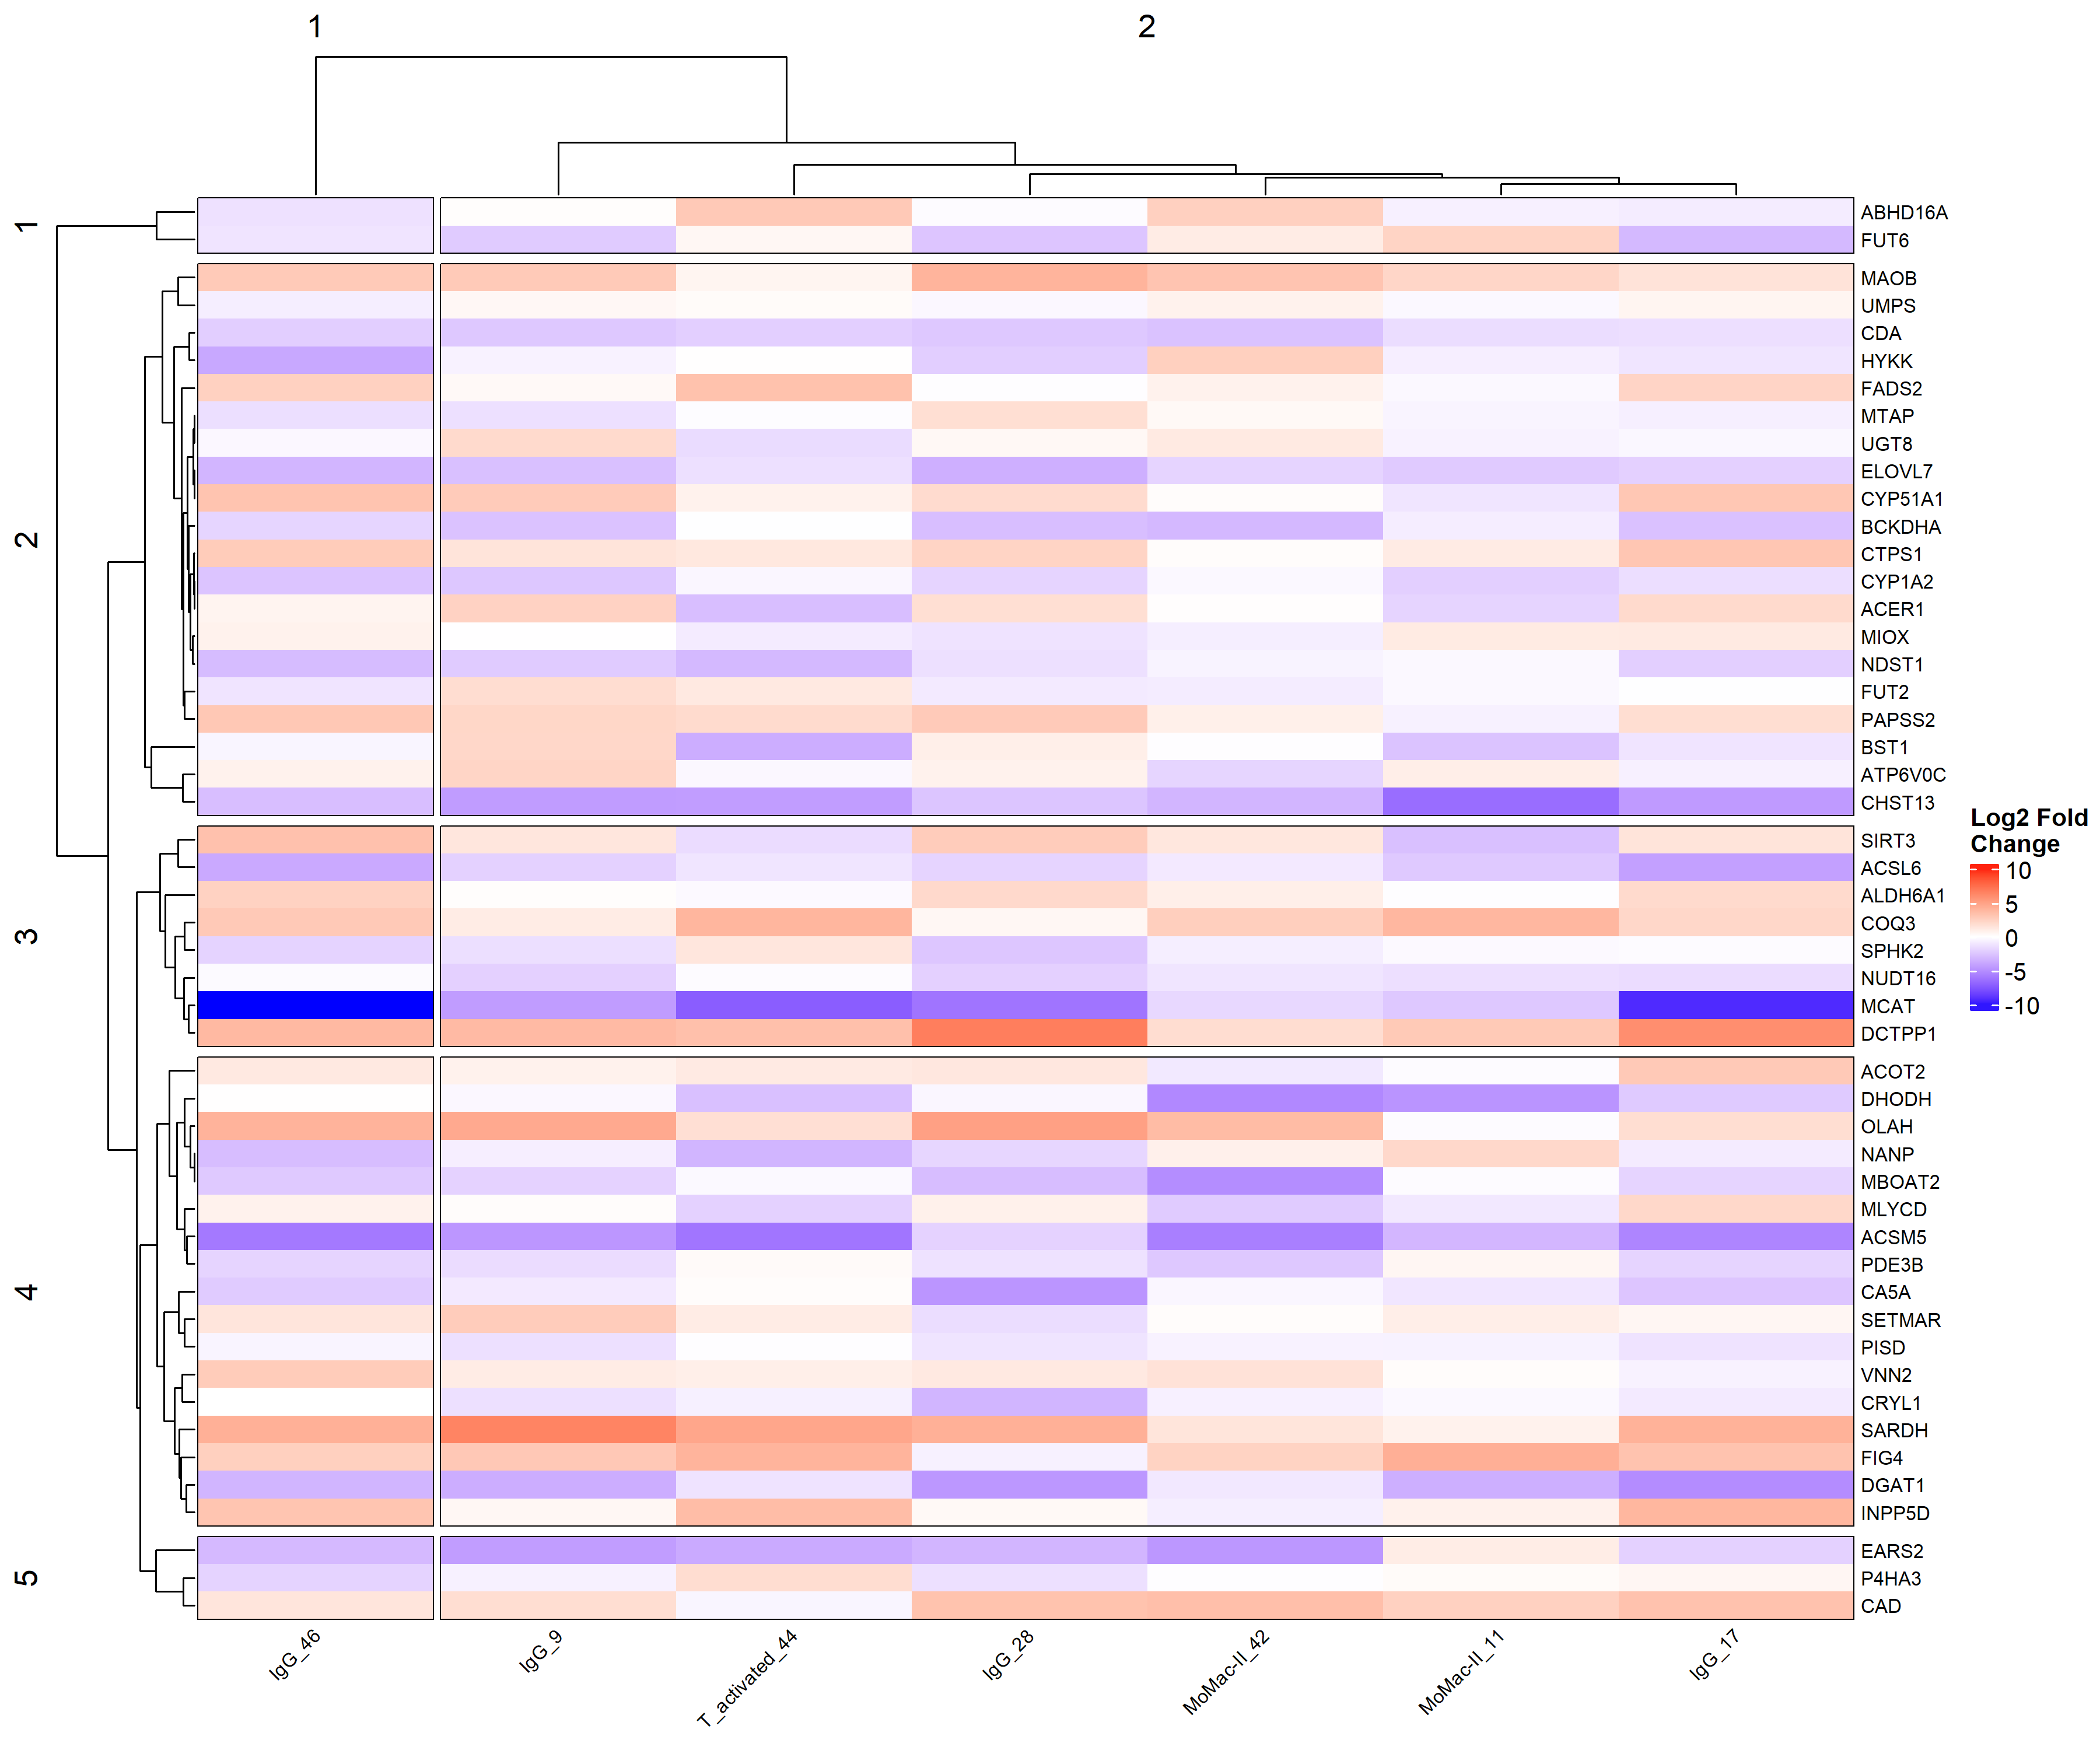 1
2
1
2
3
4
5
ABHD16A
FUT6
MAOB
UMPS
CDA
HYKK
FADS2
MTAP
UGT8
ELOVL7
CYP51A1
BCKDHA
CTPS1
CYP1A2
ACER1
MIOX
NDST1
FUT2
PAPSS2
BST1
ATP6V0C
CHST13
SIRT3
ACSL6
ALDH6A1
COQ3
SPHK2
NUDT16
MCAT
DCTPP1
ACOT2
DHODH
OLAH
NANP
MBOAT2
MLYCD
ACSM5
PDE3B
CA5A
SETMAR
PISD
VNN2
CRYL1
SARDH
FIG4
DGAT1
INPP5D
EARS2
P4HA3
CAD
IgG_46
IgG_9
T_activated_44
IgG_28
MoMac-II_42
MoMac-II_11
IgG_17
Log2 Fold
Change
10
5
0
-5
-10